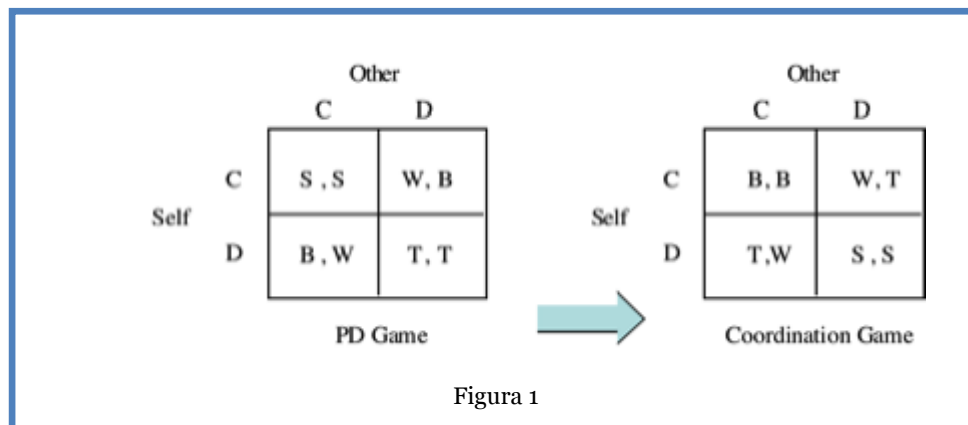 Other
C D
C S , S W, B
Self
D B , W T, T
PD Game
Other
C D
C B, B W, T
Self
D T,W S , S
Coordination Game
Figura 1